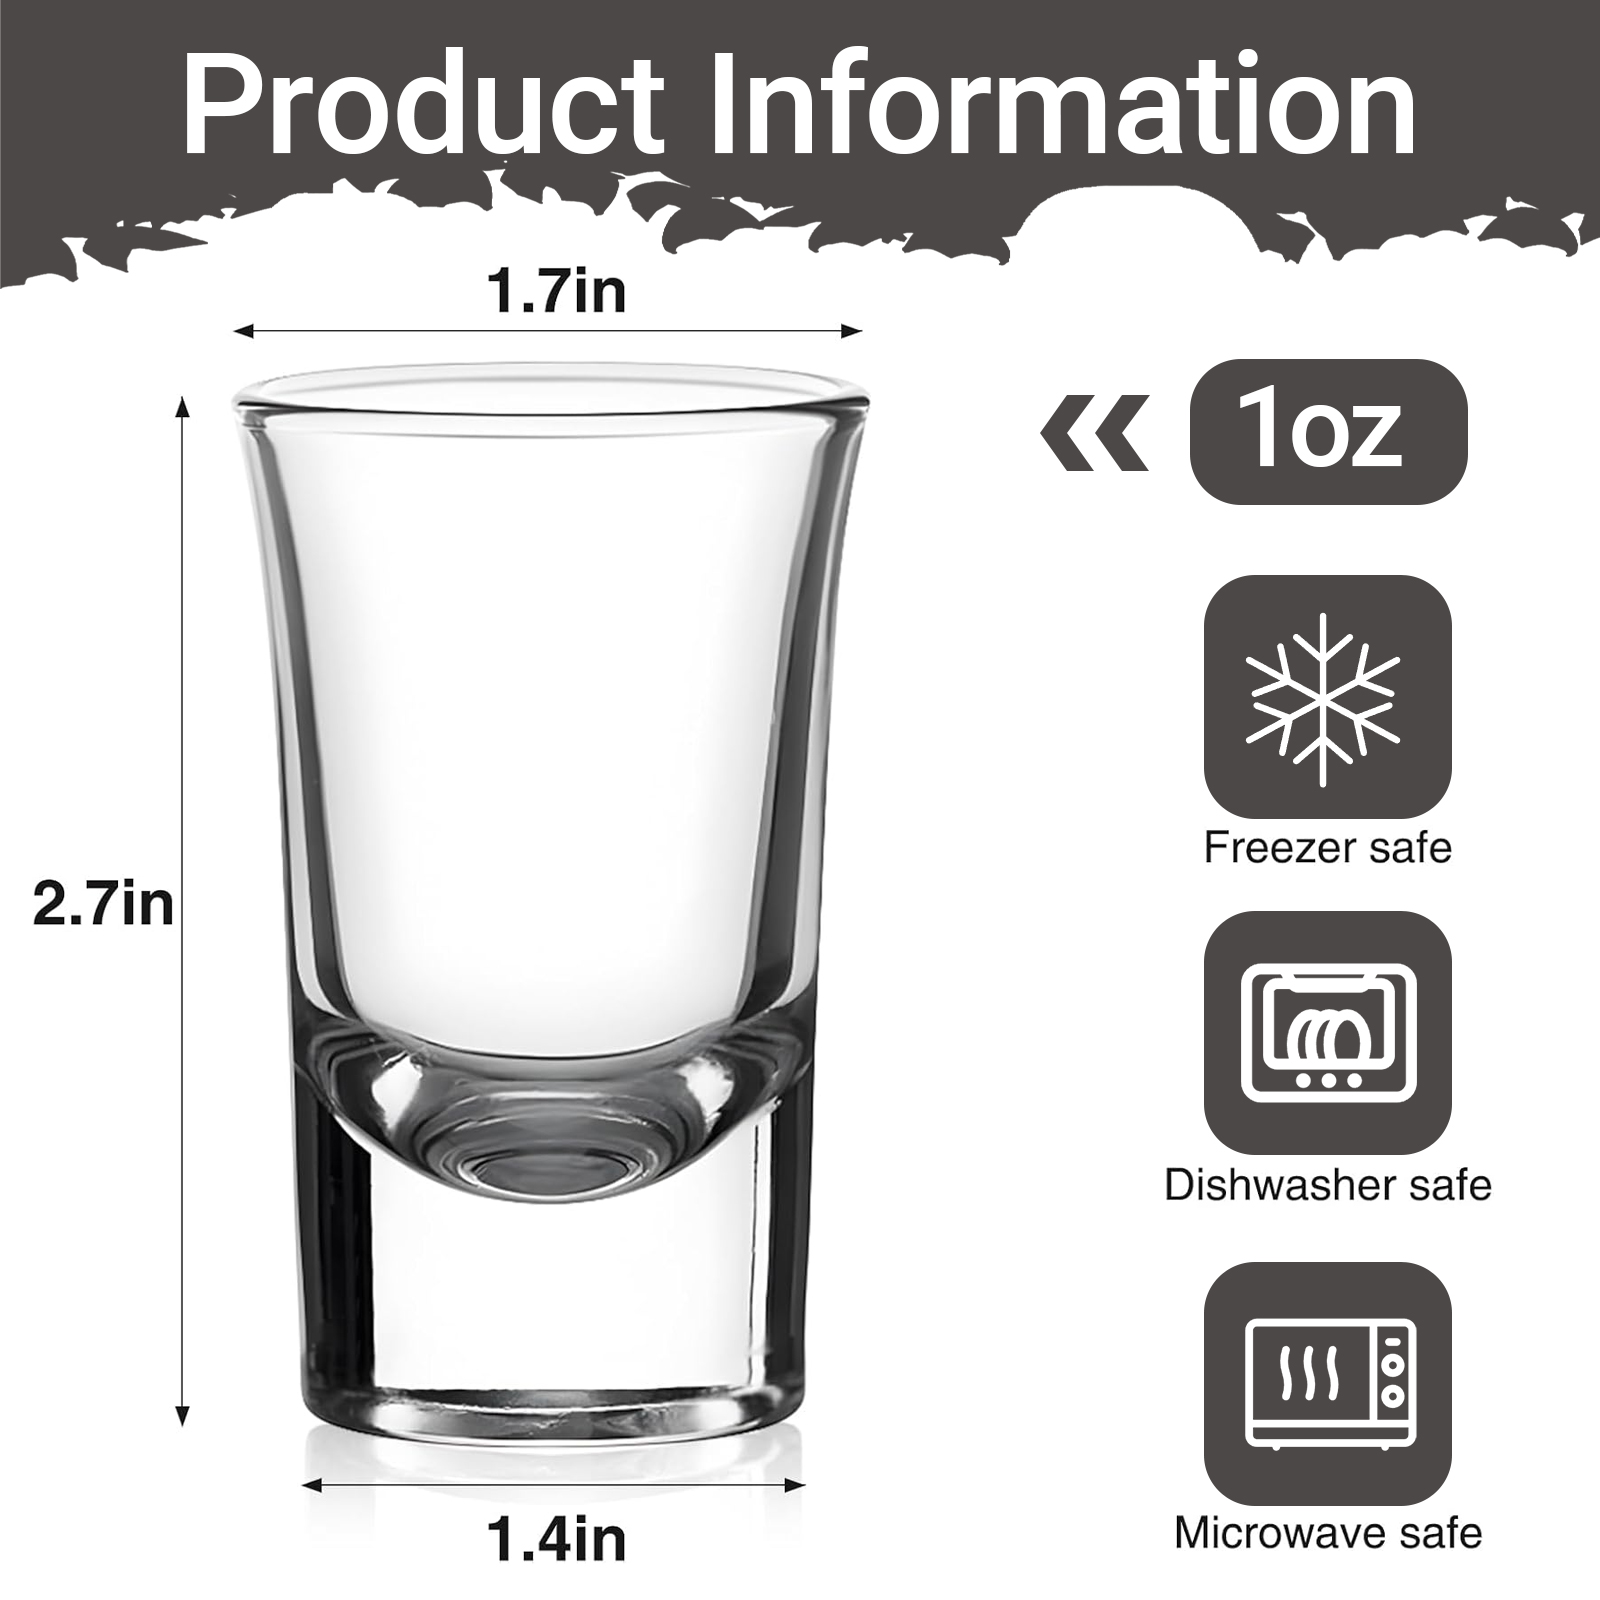 Product Information
1.7in
1oz
Freezer safe
2.7in
Dishwasher safe
Microwave safe
1.4in